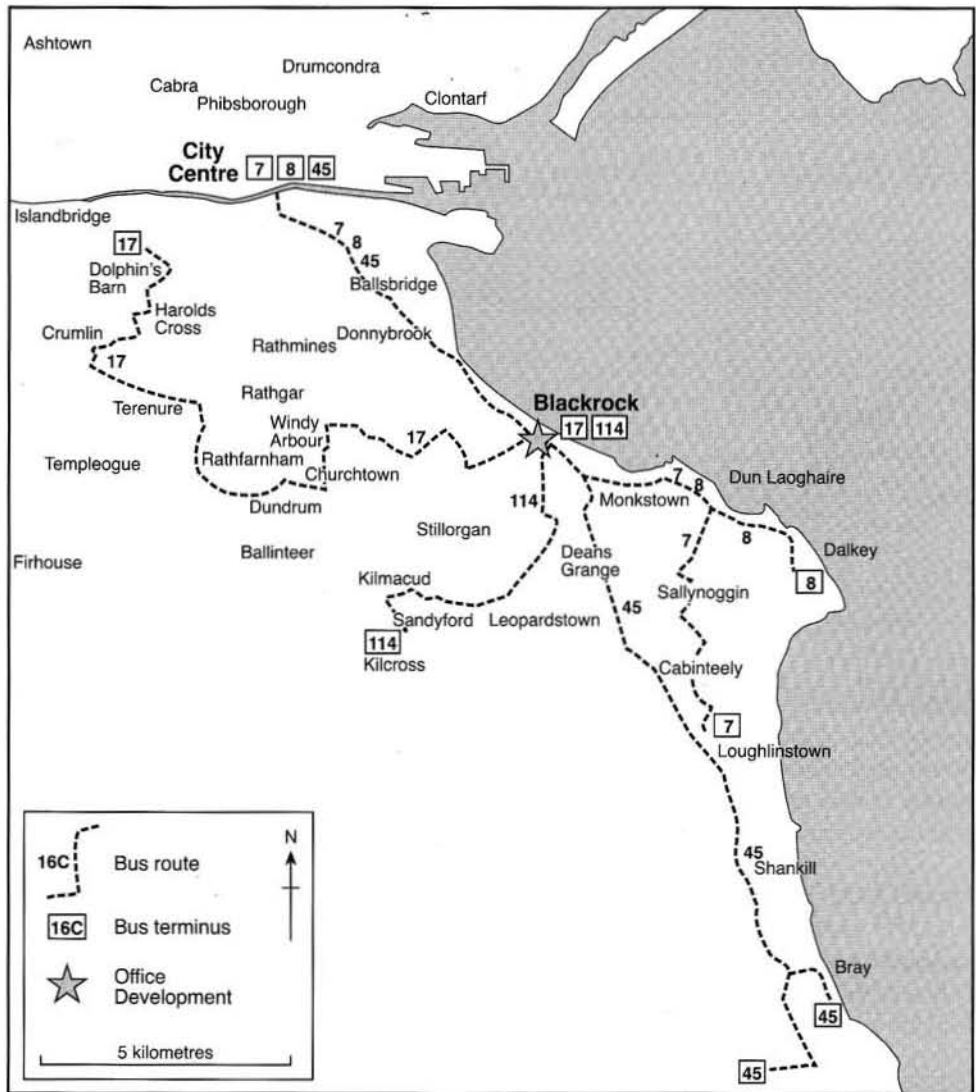 Ashtown
Drumcondra
Cabra
Phibsborough
Clontarf
City
Centre
7 8 45
Islandbridge
17
Dolphin's
Barn
7
8
45
Ballsbridge
Harolds
Cross
Crumlin
17
Rathmines
Donnybrook
Rathgar
Terenure
Blackrock
17 114
Windy
Arbour
17
Templeogue
Rathfarnham
Churchtown
Dundrum
114
Monkstown
7
8
Dun Laoghaire
Stillorgan
Firhouse
Ballinteer
Deans
Grange
7
8
Dalkey
8
Kilmacud
Sallynoggin
Sandyford
Leopardstown
45
114
Kilcross
Cabinteely
7
Loughlinstown
45
Shankill
Bray
45
45
16C Bus route
16C Bus terminus
Office
Development
N
5 kilometres